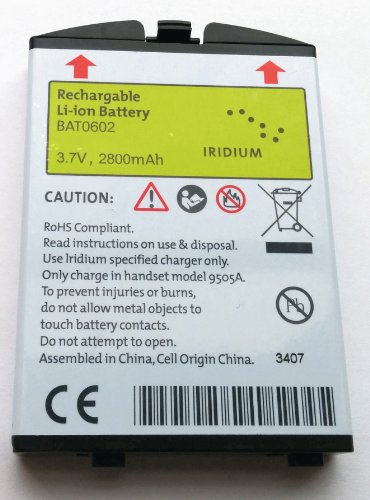 Rechargable
Li-ion Battery
BAT0602
3.7V, 2800mAh
IRIDIUM
CAUTION:
RoHS Compliant.
Read instructions on use & disposal.
Use Iridium specified charger only.
Only charge in handset model 9505A.
To prevent injuries or burns,
do not allow metal objects to
touch battery contacts.
Do not attempt to open.
Assembled in China, Cell Origin China.
Pb
3407
CE